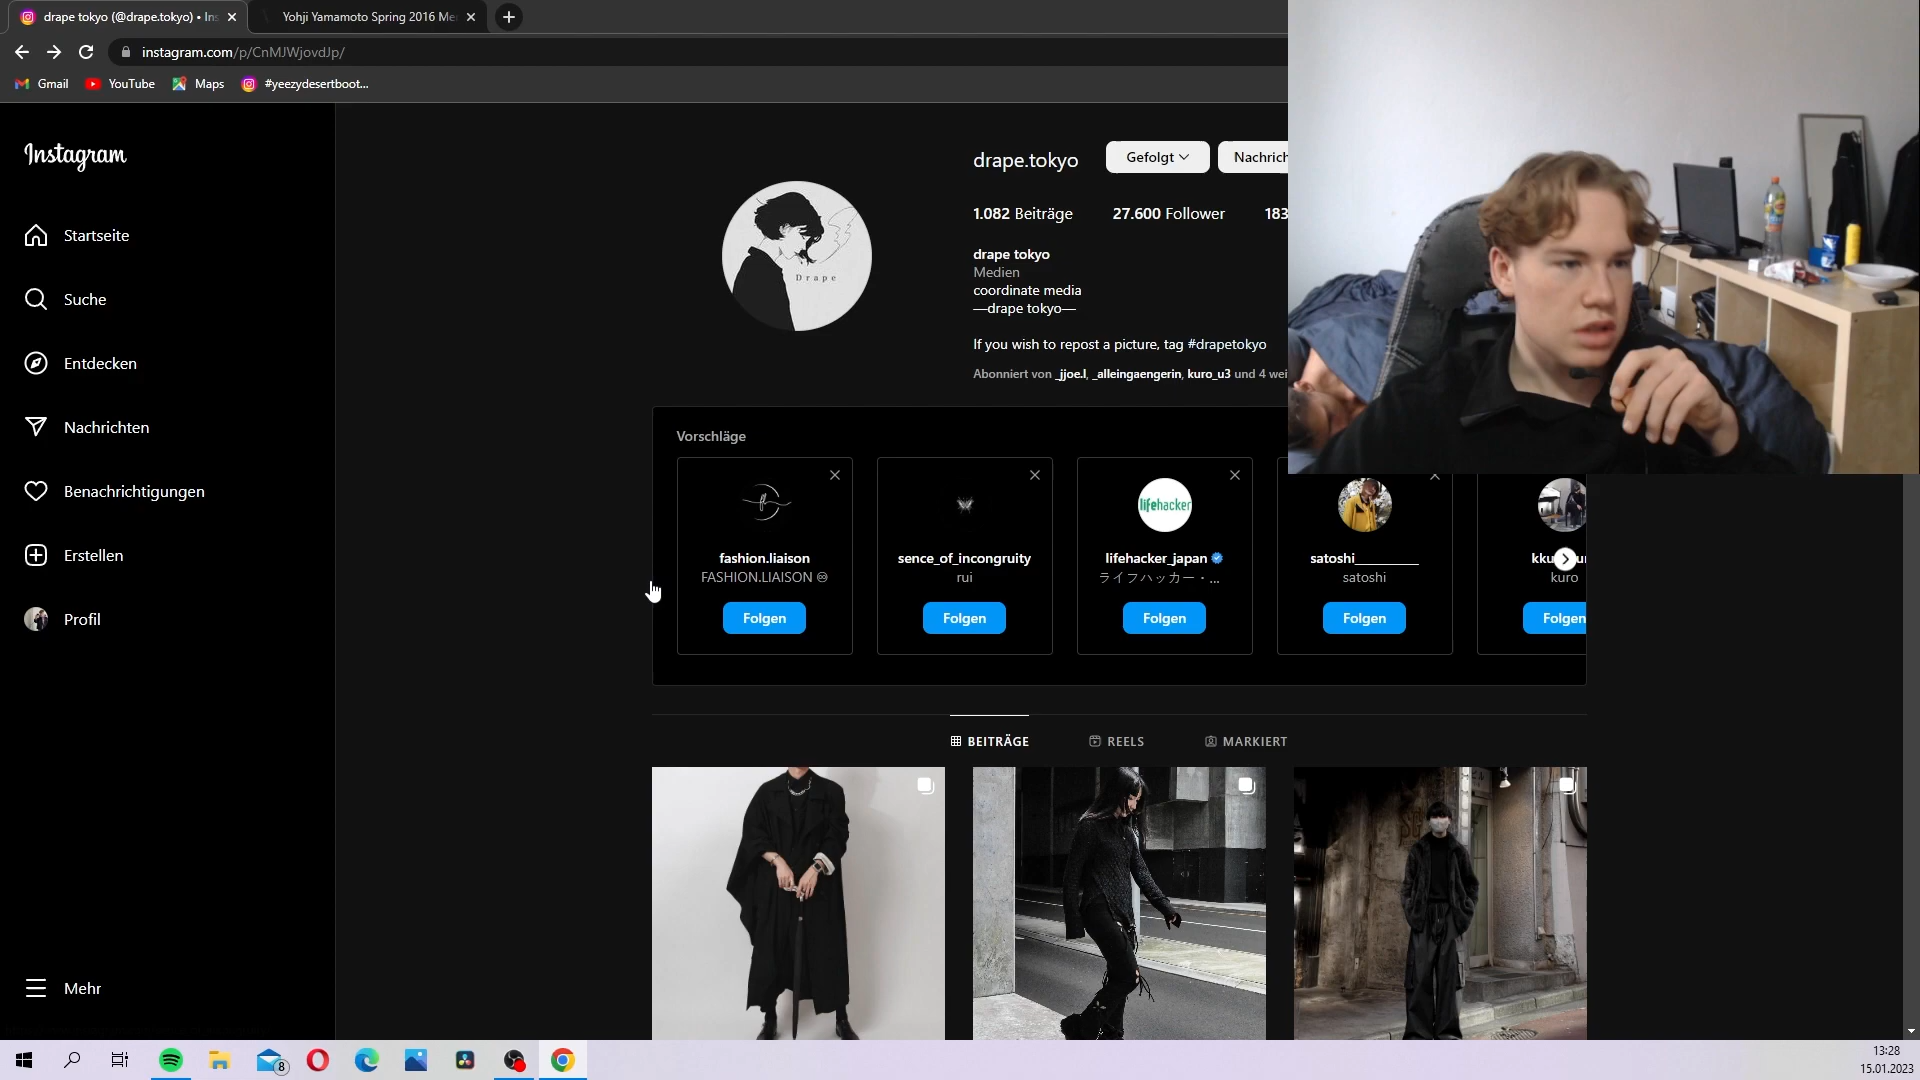 drape tokyo (@drape.tokyo) • Ins
Yohji Yamamoto Spring 2016 Me
instagram.com/p/CnMJWjovdJp/
Gmail
YouTube
Maps
#yeezydesertboot...
Instagram
Startseite
Suche
Entdecken
Nachrichten
Benachrichtigungen
Erstellen
Profil
Mehr
drape.tokyo
Gefolgt
Nachrich
1.082 Beiträge
27.600 Follower
183
drape tokyo
Medien
coordinate media
—drape tokyo—
If you wish to repost a picture, tag #drapetokyo
Abonniert von _jjoe.l, _alleingaengerin, kuro_u3 und 4 wei
Drape
Vorschläge
lifehacker
fashion.liaison
FASHION.LIAISON
Folgen
sence_of_incongruity
rui
Folgen
lifehacker_japan
ライフハッカー・...
Folgen
satoshi__________
satoshi
Folgen
kuro
Folgen
BEITRÄGE
REELS
MARKIERT
8
13:28
15.01.2023